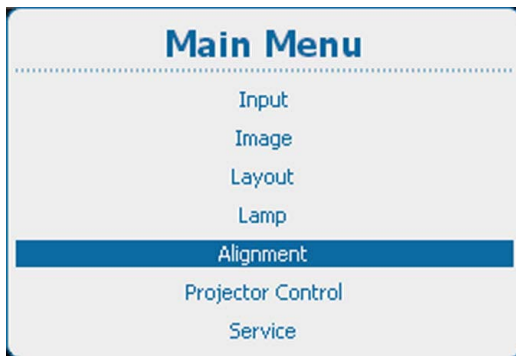 Main Menu
Input
Image
Layout
Lamp
Alignment
Projector Control
Service